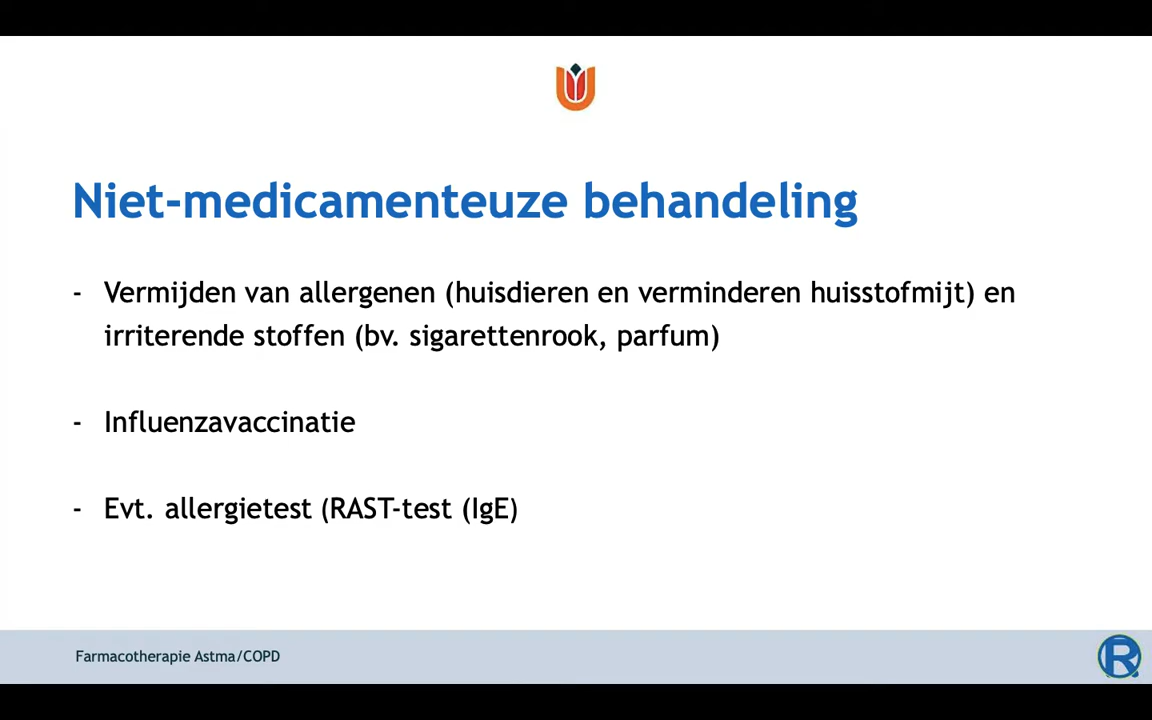 Niet-medicamenteuze behandeling
- Vermijden van allergenen (huisdieren en verminderen huisstofmijt) en
irriterende stoffen (bv. sigarettenrook, parfum)
- Influenzavaccinatie
- Evt. allergietest (RAST-test (IgE)
Farmacotherapie Astma/COPD
R